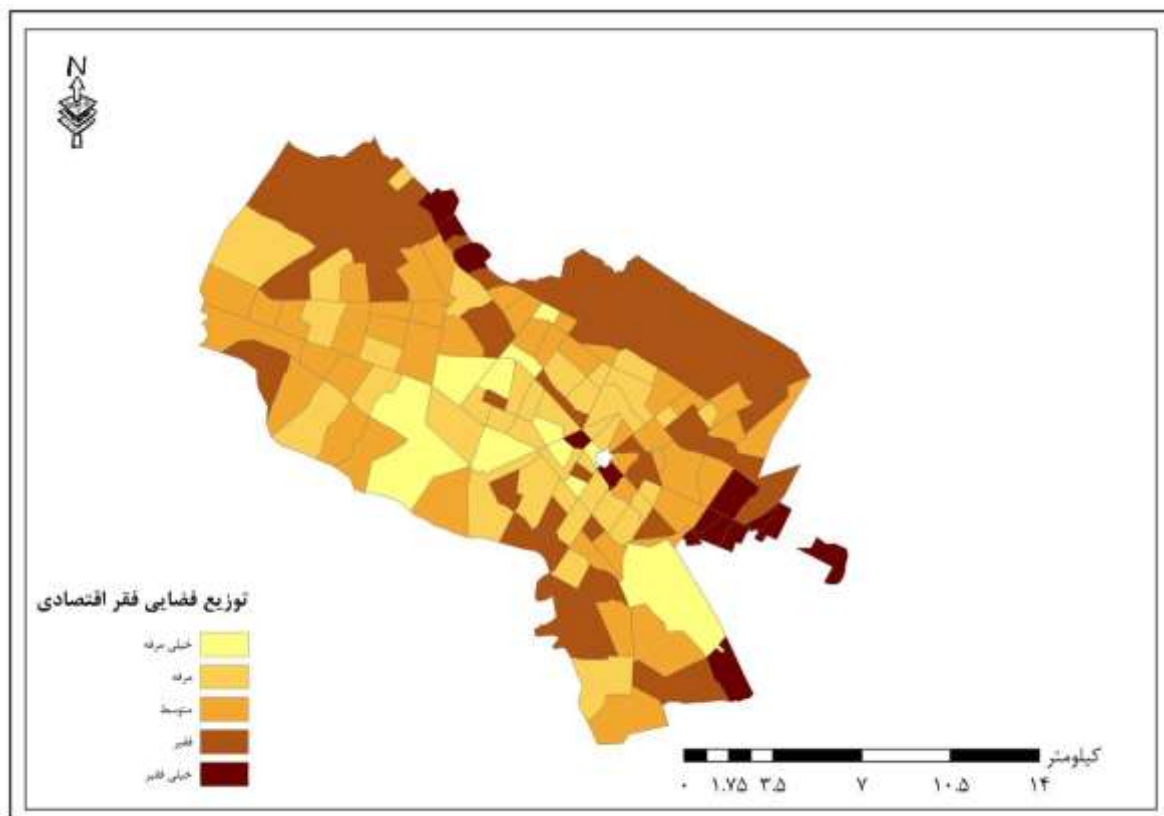 N
توزیع فضایی فقر اقتصادی
خیلی مرفه
مرفه
متوسط
فقیر
خیلی فقیر
کیلومتر
۰ ۱.۷۵ ۳.۵ ۷ ۱۰.۵ ۱۴